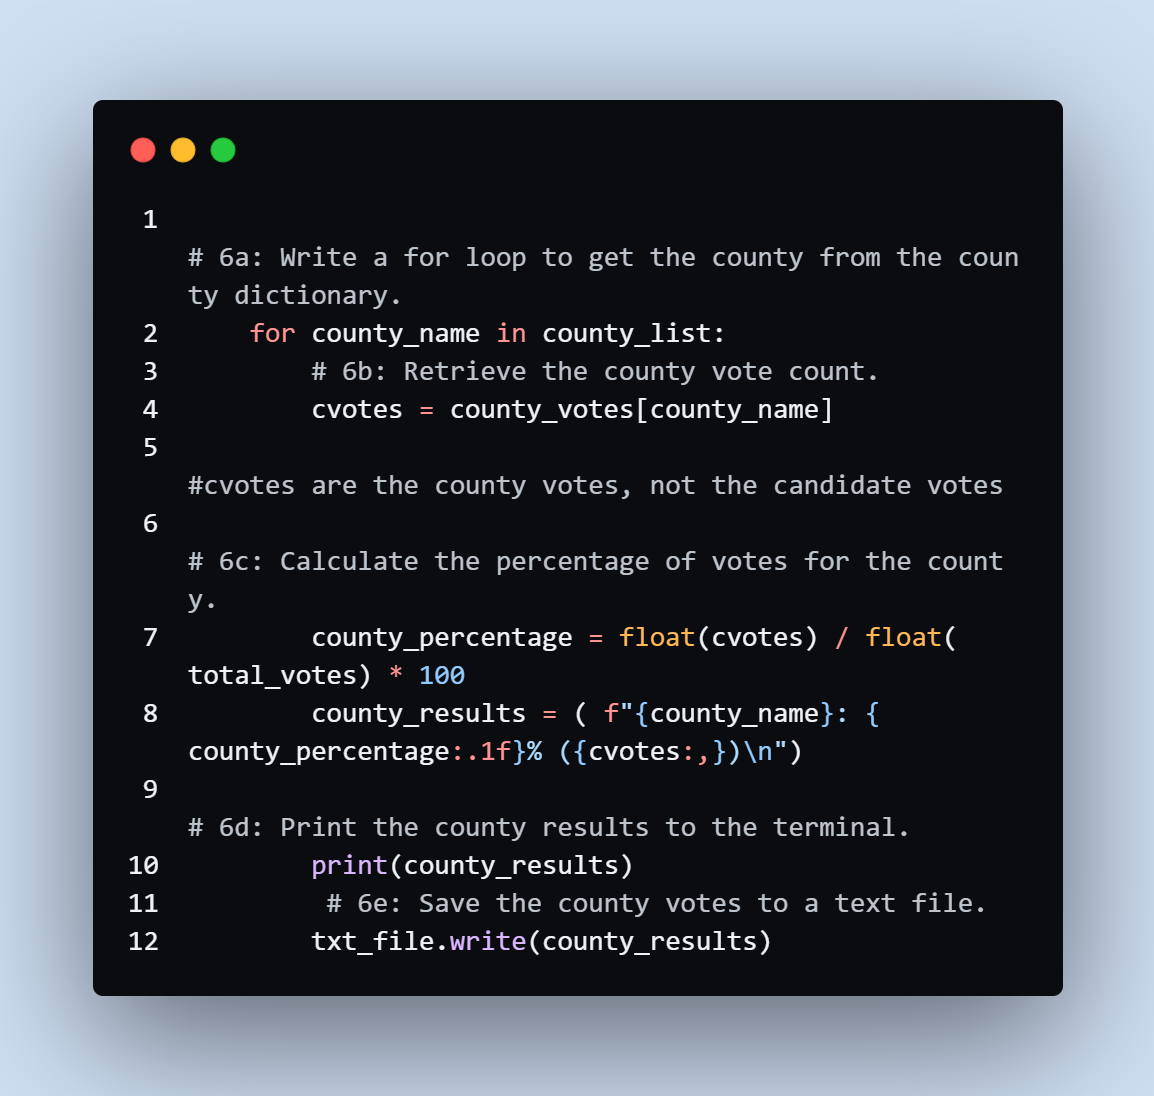 1
# 6a: Write a for loop to get the county from the coun
ty dictionary.
2     for county_name in county_list:
3         # 6b: Retrieve the county vote count.
4         cvotes = county_votes[county_name]
5
#cvotes are the county votes, not the candidate votes
6
# 6c: Calculate the percentage of votes for the count
y.
7         county_percentage = float(cvotes) / float(
total_votes) * 100
8         county_results = ( f"{county_name}: {
county_percentage:.1f}% ({cvotes:,})\n")
9
# 6d: Print the county results to the terminal.
10         print(county_results)
11          # 6e: Save the county votes to a text file.
12         txt_file.write(county_results)